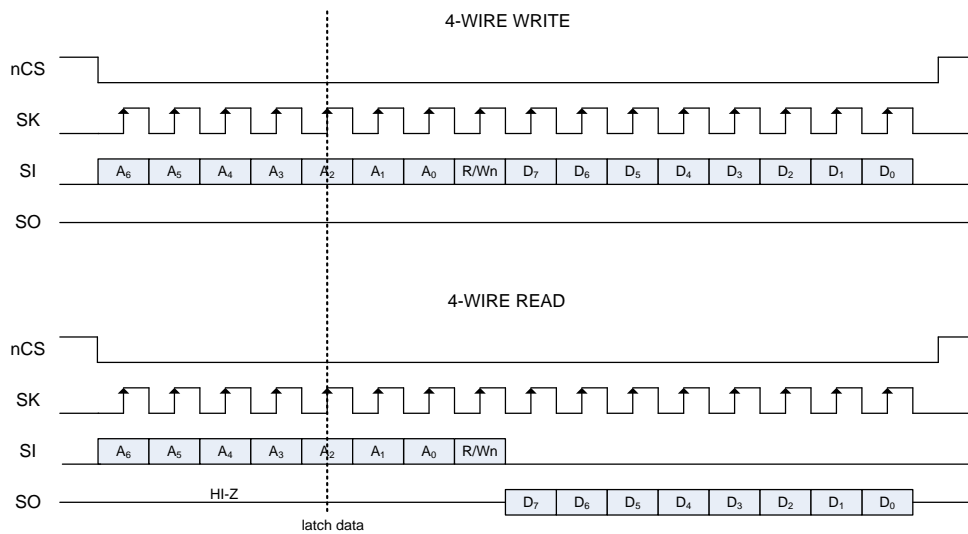 4-WIRE WRITE
nCS
SK
SI A₆ A₅ A₄ A₃ A₂ A₁ A₀ R/Wn D₇ D₆ D₅ D₄ D₃ D₂ D₁ D₀
SO
4-WIRE READ
nCS
SK
SI A₆ A₅ A₄ A₃ A₂ A₁ A₀ R/Wn
SO HI-Z D₇ D₆ D₅ D₄ D₃ D₂ D₁ D₀
latch data